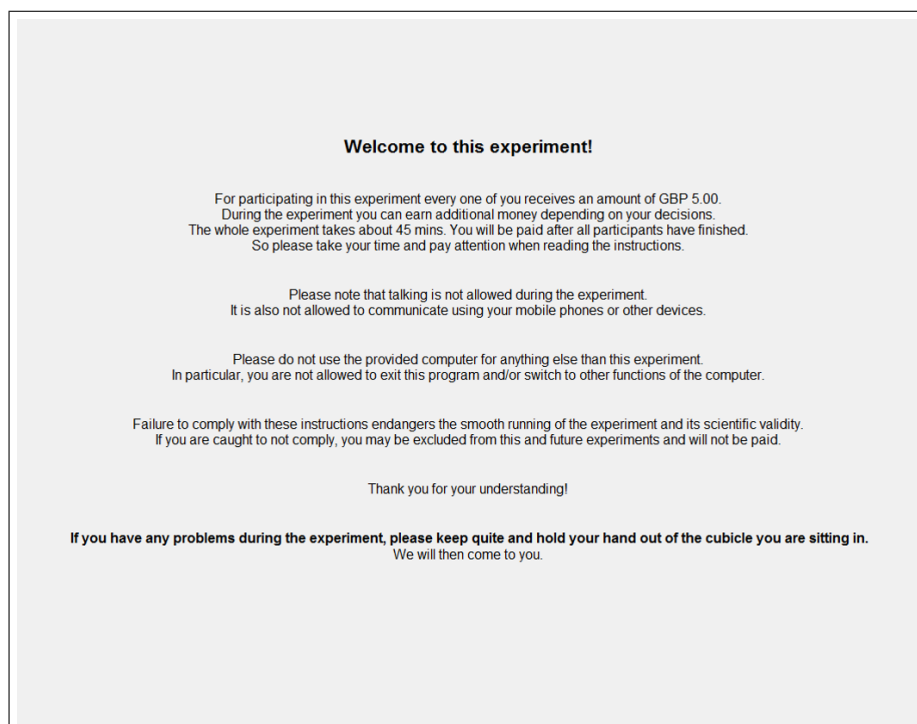 Welcome to this experiment!
For participating in this experiment every one of you receives an amount of GBP 5.00.
During the experiment you can earn additional money depending on your decisions.
The whole experiment takes about 45 mins. You will be paid after all participants have finished.
So please take your time and pay attention when reading the instructions.
Please note that talking is not allowed during the experiment.
It is also not allowed to communicate using your mobile phones or other devices.
Please do not use the provided computer for anything else than this experiment.
In particular, you are not allowed to exit this program and/or switch to other functions of the computer.
Failure to comply with these instructions endangers the smooth running of the experiment and its scientific validity.
If you are caught to not comply, you may be excluded from this and future experiments and will not be paid.
Thank you for your understanding!
If you have any problems during the experiment, please keep quite and hold your hand out of the cubicle you are sitting in.
We will then come to you.